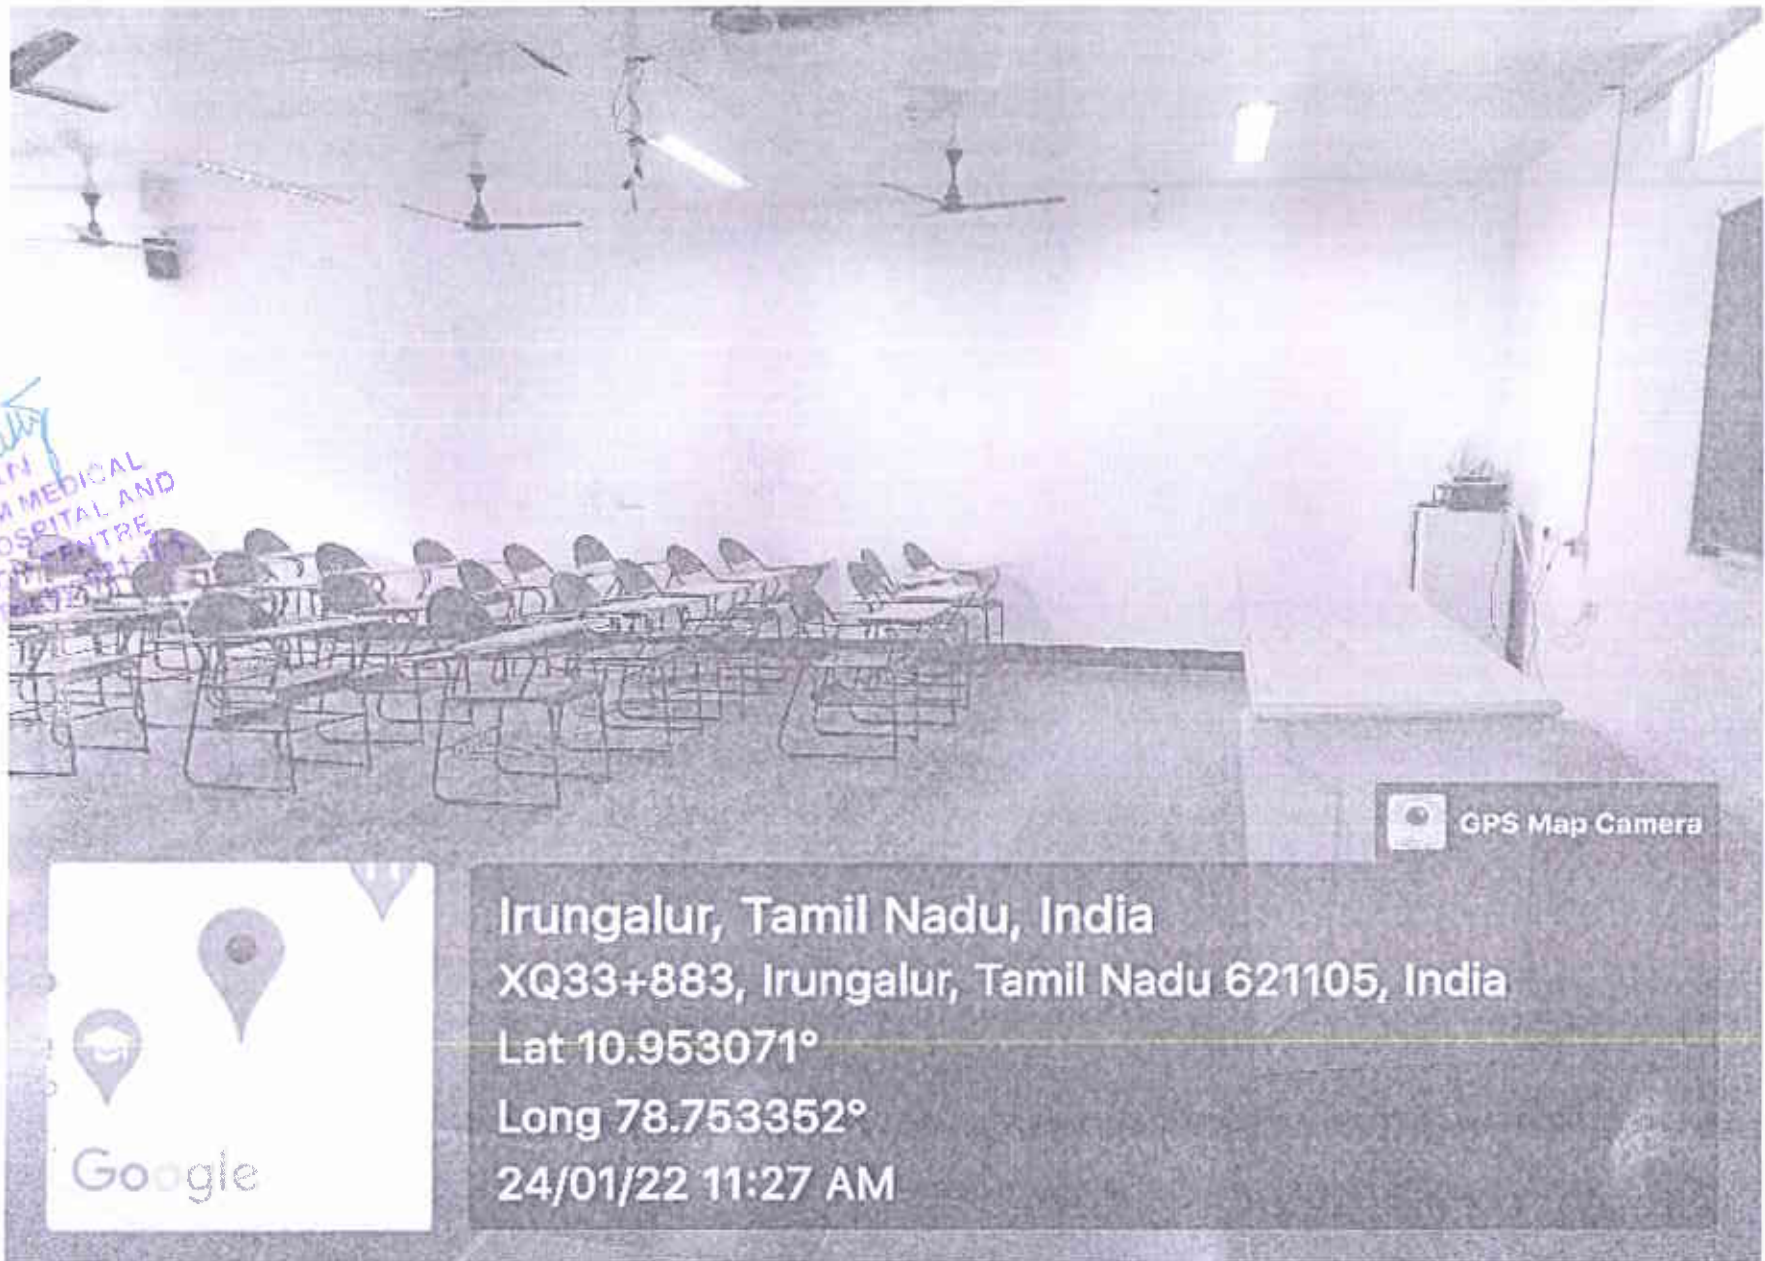 MEDICAL
HOSPITAL AND
CENTRE
GPS Map Camera
Irungalur, Tamil Nadu, India
XQ33+883, Irungalur, Tamil Nadu 621105, India
Lat 10.953071°
Long 78.753352°
24/01/22 11:27 AM
Google